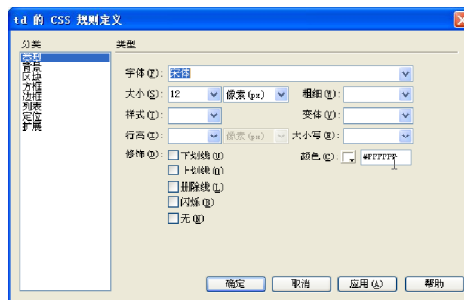 td 的 CSS 规则定义
分类
类型
类型
背景
区块
方框
边框
列表
定位
扩展
字体(F): 宋体
大小(S): 12 像素(px) 粗细(W):
样式(T): 变体(V):
行高(I): 像素(px) 大小写(R):
修饰(D): 下划线(U) 颜色(C): #FFFFFF
上划线(O)
删除线(L)
闪烁(B)
无(N)
确定 取消 应用(A) 帮助